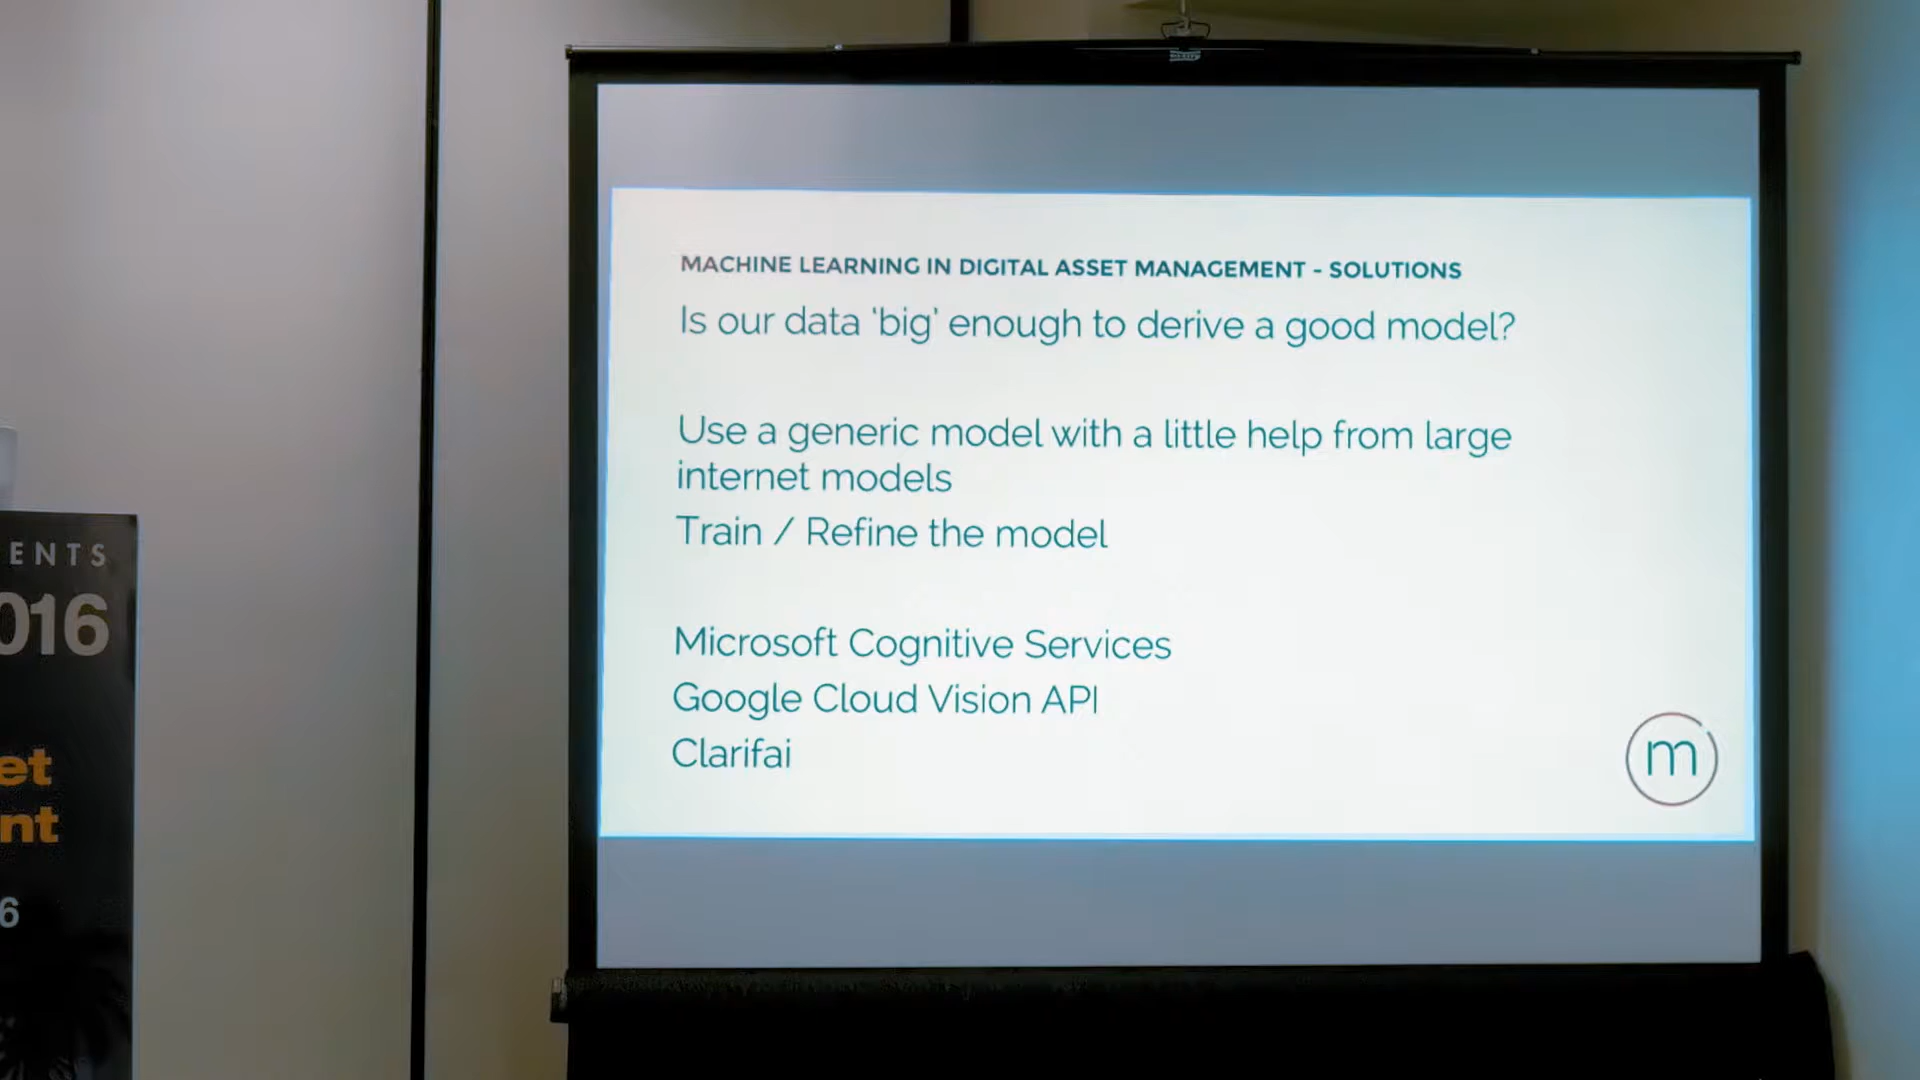 MACHINE LEARNING IN DIGITAL ASSET MANAGEMENT - SOLUTIONS
Is our data 'big' enough to derive a good model?
Use a generic model with a little help from large
internet models
Train / Refine the model
Microsoft Cognitive Services
Google Cloud Vision API
Clarifai
m
ENTS
016
et
nt
6